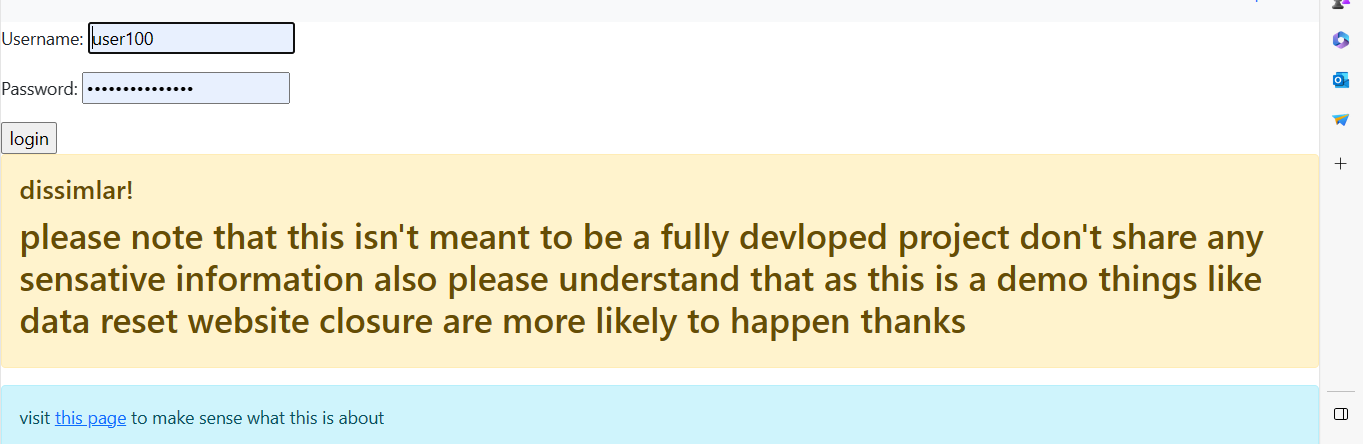 Username: user100
Password: •••••••••••••••
login
dissimlar!
please note that this isn't meant to be a fully devloped project don't share any
sensative information also please understand that as this is a demo things like
data reset website closure are more likely to happen thanks
visit this page to make sense what this is about